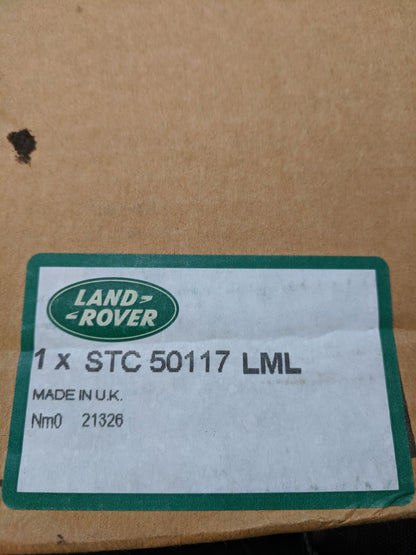 LAND-
-ROVER
1 x STC 50117 LML
MADE IN U.K.
Nm0 21326